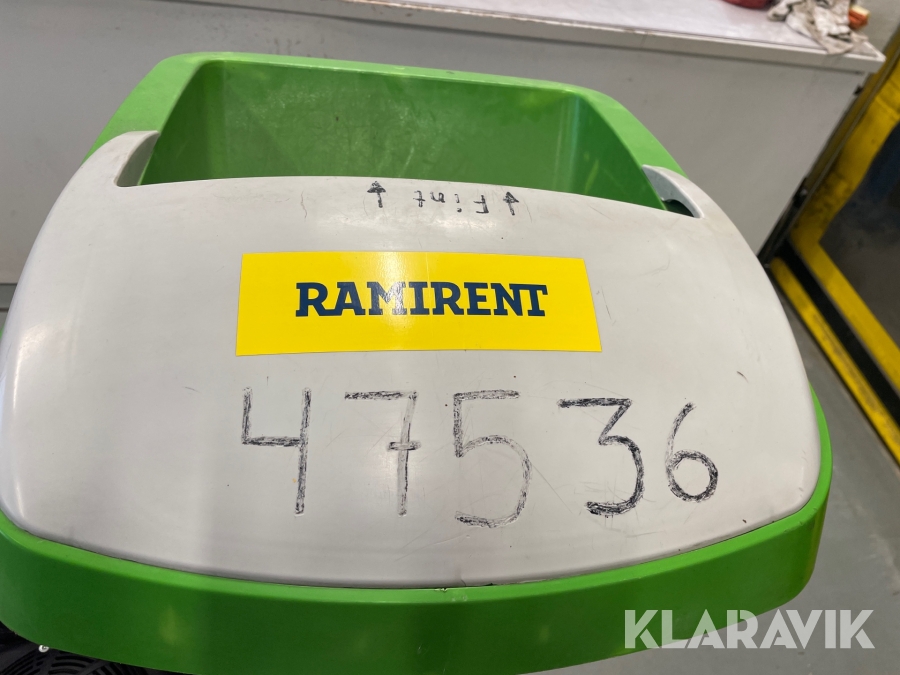 ↑ Fint ↑
RAMIRENT
47536
KLARAVIK